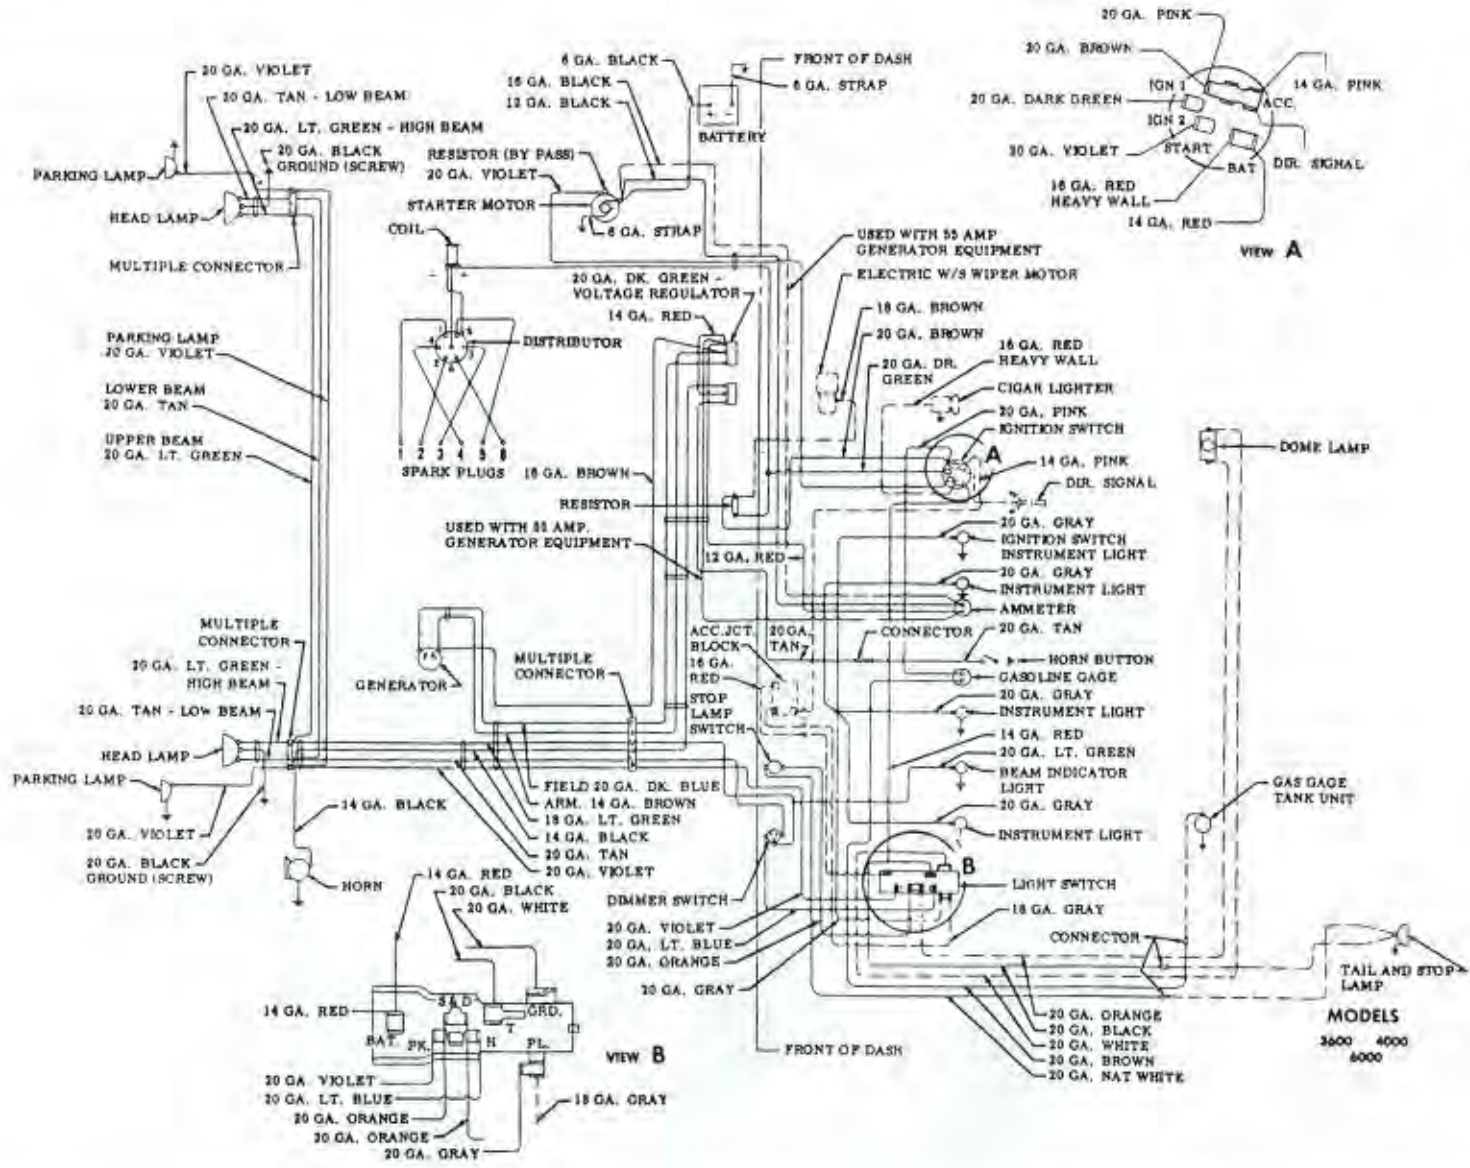 20 GA. PINK
20 GA. BROWN
IGN 1
14 GA. PINK
20 GA. DARK GREEN
ACC.
IGN 2
20 GA. VIOLET
START
BAT
DIR. SIGNAL
16 GA. RED
HEAVY WALL
14 GA. RED
VIEW A
20 GA. VIOLET
20 GA. TAN - LOW BEAM
20 GA. LT. GREEN - HIGH BEAM
20 GA. BLACK
GROUND (SCREW)
PARKING LAMP
HEAD LAMP
MULTIPLE CONNECTOR
6 GA. BLACK
16 GA. BLACK
12 GA. BLACK
FRONT OF DASH
6 GA. STRAP
BATTERY
RESISTOR (BY PASS)
20 GA. VIOLET
STARTER MOTOR
6 GA. STRAP
COIL
USED WITH 55 AMP
GENERATOR EQUIPMENT
ELECTRIC W/S WIPER MOTOR
20 GA. DK. GREEN -
VOLTAGE REGULATOR
14 GA. RED
18 GA. BROWN
20 GA. BROWN
16 GA. RED
HEAVY WALL
20 GA. DR.
GREEN
CIGAR LIGHTER
20 GA. PINK
IGNITION SWITCH
A
14 GA. PINK
DIR. SIGNAL
DOME LAMP
PARKING LAMP
20 GA. VIOLET
LOWER BEAM
20 GA. TAN
UPPER BEAM
20 GA. LT. GREEN
DISTRIBUTOR
1 2 3 4 5 6
SPARK PLUGS
18 GA. BROWN
RESISTOR
USED WITH 55 AMP.
GENERATOR EQUIPMENT
12 GA. RED
20 GA. GRAY
IGNITION SWITCH
INSTRUMENT LIGHT
20 GA. GRAY
INSTRUMENT LIGHT
AMMETER
20 GA. TAN
ACC. JCT.
BLOCK
20 GA.
TAN
CONNECTOR
HORN BUTTON
GASOLINE GAGE
16 GA.
RED
STOP
LAMP
SWITCH
20 GA. GRAY
INSTRUMENT LIGHT
14 GA. RED
20 GA. LT. GREEN
BEAM INDICATOR
LIGHT
20 GA. GRAY
INSTRUMENT LIGHT
GAS GAGE
TANK UNIT
MULTIPLE
CONNECTOR
20 GA. LT. GREEN -
HIGH BEAM
20 GA. TAN - LOW BEAM
HEAD LAMP
PARKING LAMP
20 GA. VIOLET
20 GA. BLACK
GROUND (SCREW)
14 GA. BLACK
HORN
GENERATOR
MULTIPLE
CONNECTOR
FIELD 20 GA. DK. BLUE
ARM. 14 GA. BROWN
18 GA. LT. GREEN
14 GA. BLACK
20 GA. TAN
20 GA. VIOLET
DIMMER SWITCH
B
LIGHT SWITCH
18 GA. GRAY
20 GA. VIOLET
20 GA. LT. BLUE
20 GA. ORANGE
20 GA. GRAY
CONNECTOR
TAIL AND STOP
LAMP
20 GA. ORANGE
20 GA. BLACK
20 GA. WHITE
20 GA. BROWN
20 GA. NAT WHITE
FRONT OF DASH
MODELS
3600 4000
6000
14 GA. RED
20 GA. BLACK
20 GA. WHITE
14 GA. RED
BAT.
PK.
H
T
GRD.
PL.
VIEW B
20 GA. VIOLET
20 GA. LT. BLUE
20 GA. ORANGE
20 GA. ORANGE
20 GA. GRAY
18 GA. GRAY